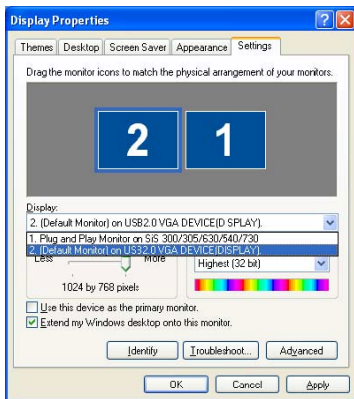 Display Properties
Themes Desktop Screen Saver Appearance Settings
Drag the monitor icons to match the physical arrangement of your monitors.
2 1
Display:
2. (Default Monitor) on USB2.0 VGA DEVICE(D SPLAY).
1. Plug and Play Monitor on SiS 300/305/630/540/730
2. (Default Monitor) on USB2.0 VGA DEVICE(DISPLAY).
Less More Highest (32 bit)
1024 by 768 pixels
Use this device as the primary monitor.
Extend my Windows desktop onto this monitor.
Identify Troubleshoot... Advanced
OK Cancel Apply